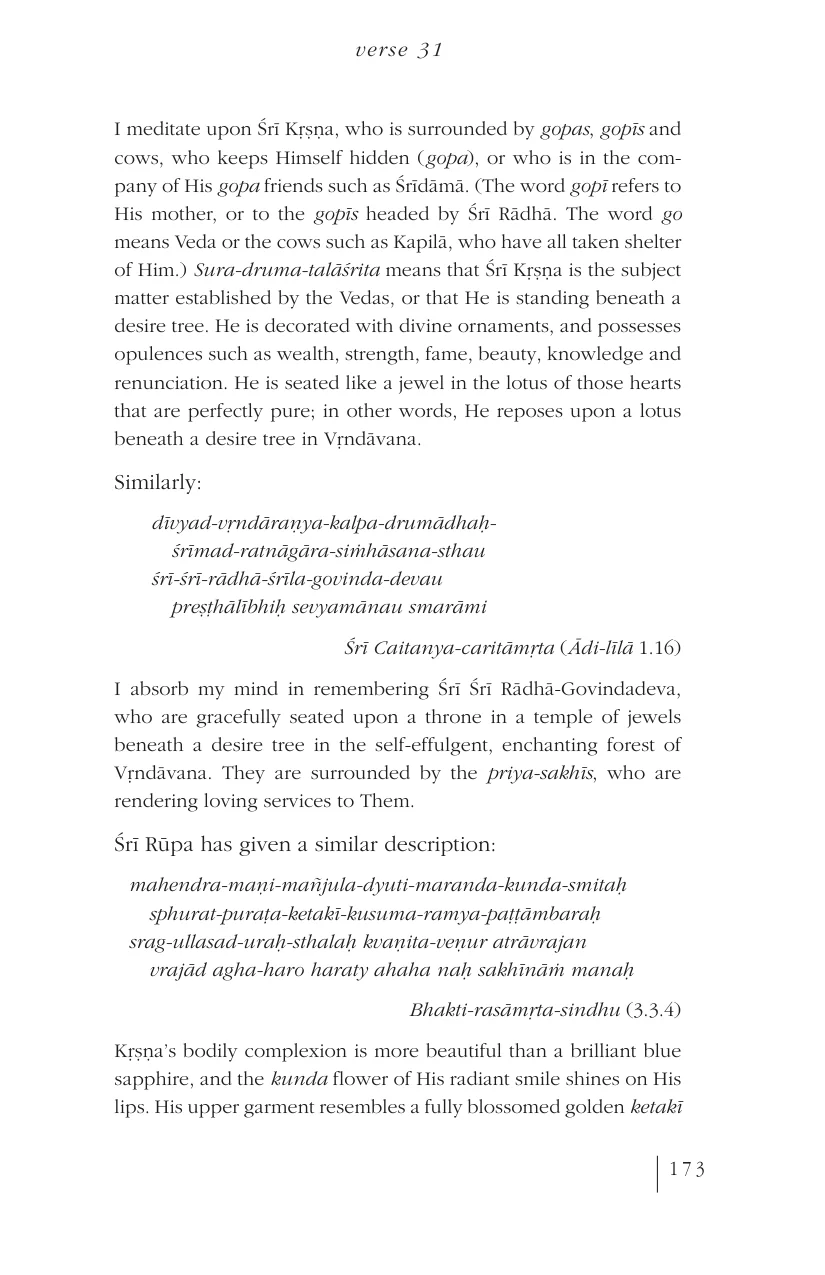 verse 31
I meditate upon Śrī Kṛṣṇa, who is surrounded by gopas, gopīs and
cows, who keeps Himself hidden (gopa), or who is in the com-
pany of His gopa friends such as Śrīdāmā. (The word gopī refers to
His mother, or to the gopīs headed by Śrī Rādhā. The word go
means Veda or the cows such as Kapilā, who have all taken shelter
of Him.) Sura-druma-talāśrita means that Śrī Kṛṣṇa is the subject
matter established by the Vedas, or that He is standing beneath a
desire tree. He is decorated with divine ornaments, and possesses
opulences such as wealth, strength, fame, beauty, knowledge and
renunciation. He is seated like a jewel in the lotus of those hearts
that are perfectly pure; in other words, He reposes upon a lotus
beneath a desire tree in Vṛndāvana.
Similarly:
dīvyad-vṛndāraṇya-kalpa-drumādhaḥ-
śrīmad-ratnāgāra-siṁhāsana-sthau
śrī-śrī-rādhā-śrīla-govinda-devau
preṣṭhālībhiḥ sevyamānau smarāmi
Śrī Caitanya-caritāmṛta (Ādi-līlā 1.16)
I absorb my mind in remembering Śrī Śrī Rādhā-Govindadeva,
who are gracefully seated upon a throne in a temple of jewels
beneath a desire tree in the self-effulgent, enchanting forest of
Vṛndāvana. They are surrounded by the priya-sakhīs, who are
rendering loving services to Them.
Śrī Rūpa has given a similar description:
mahendra-maṇi-mañjula-dyuti-maranda-kunda-smitaḥ
sphurat-puraṭa-ketakī-kusuma-ramya-paṭṭāmbaraḥ
srag-ullasad-uraḥ-sthalaḥ kvaṇita-veṇur atrāvrajan
vrajād agha-haro haraty ahaha naḥ sakhīnāṁ manaḥ
Bhakti-rasāmṛta-sindhu (3.3.4)
Kṛṣṇa’s bodily complexion is more beautiful than a brilliant blue
sapphire, and the kunda flower of His radiant smile shines on His
lips. His upper garment resembles a fully blossomed golden ketakī
173